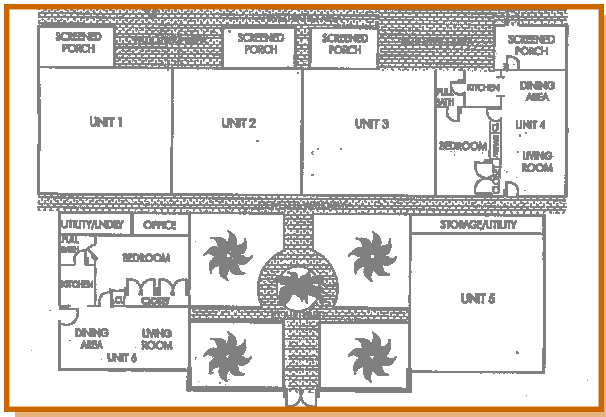 SCREENED
PORCH
SCREENED
PORCH
SCREENED
PORCH
SCREENED
PORCH
UNIT 1
UNIT 2
UNIT 3
FULL
BATH
KITCHEN
DINING
AREA
UNIT 4
BEDROOM
LIVING
ROOM
CLOSET
UTILITY/LNDRY
OFFICE
STORAGE/UTILITY
FULL
BATH
BEDROOM
KITCHEN
CL
CLOSET
UNIT 5
DINING
AREA
LIVING
ROOM
UNIT 6